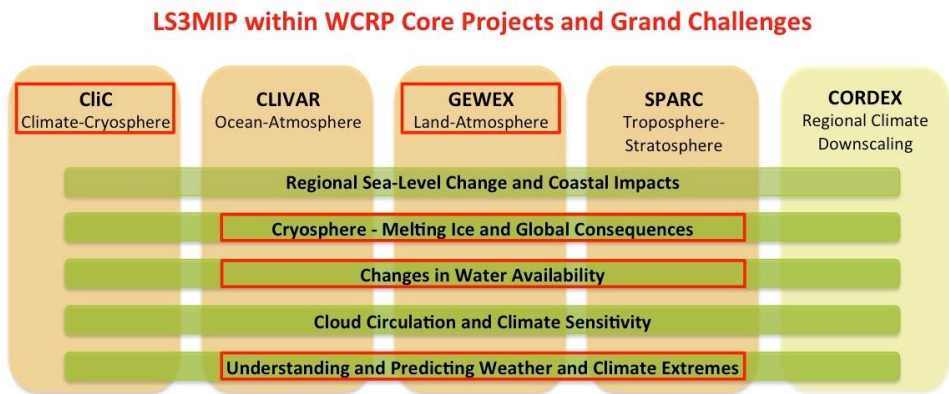 LS3MIP within WCRP Core Projects and Grand Challenges
CliC
Climate-Cryosphere
CLIVAR
Ocean-Atmosphere
GEWEX
Land-Atmosphere
SPARC
Troposphere-
Stratosphere
CORDEX
Regional Climate
Downscaling
Regional Sea-Level Change and Coastal Impacts
Cryosphere - Melting Ice and Global Consequences
Changes in Water Availability
Cloud Circulation and Climate Sensitivity
Understanding and Predicting Weather and Climate Extremes